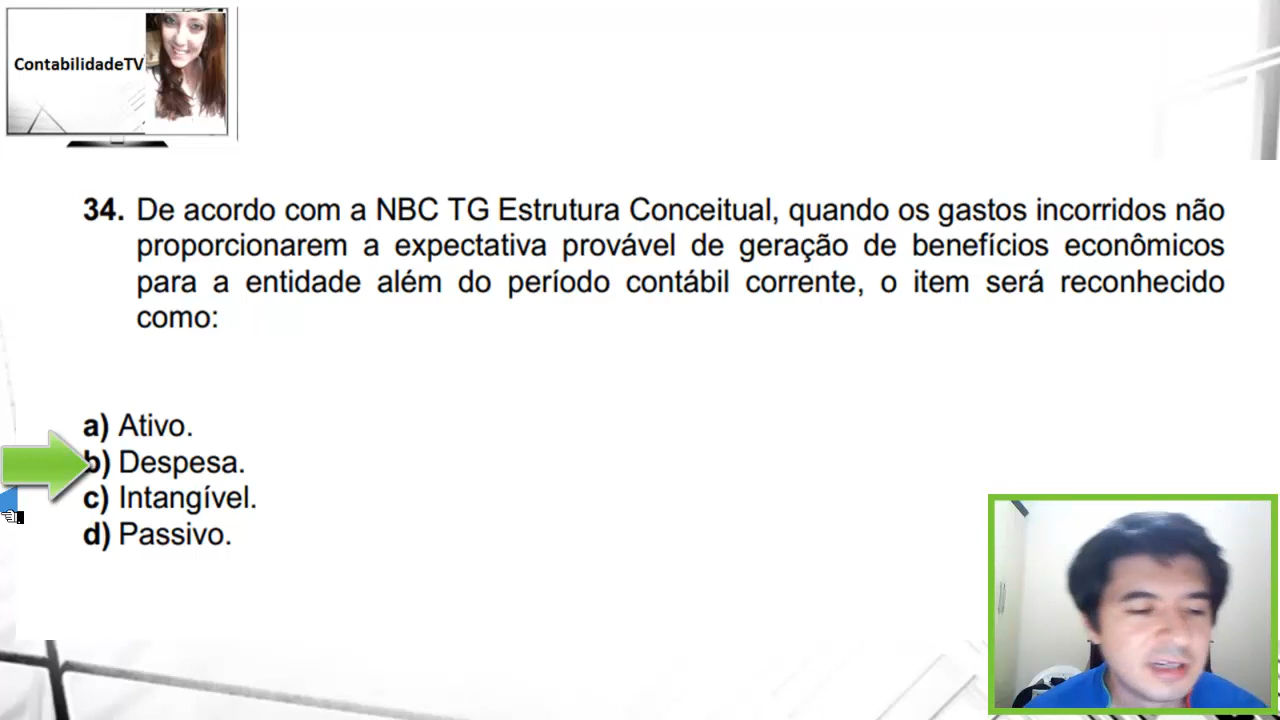 ContabilidadeTV
34. De acordo com a NBC TG Estrutura Conceitual, quando os gastos incorridos não
proporcionarem a expectativa provável de geração de benefícios econômicos
para a entidade além do período contábil corrente, o item será reconhecido
como:
a) Ativo.
b) Despesa.
c) Intangível.
d) Passivo.